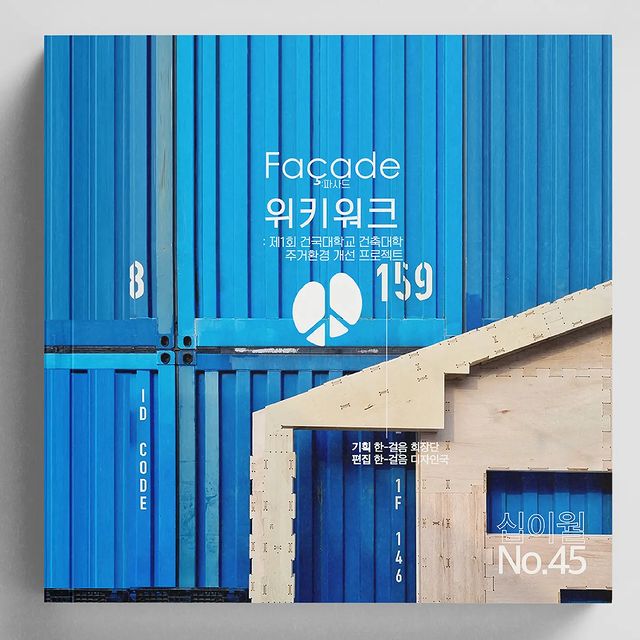 Façade
:파사드
위키워크
: 제1회 건국대학교 건축대학
주거환경 개선 프로젝트
8
159
ID CODE
기획 한-걸음 회장단
편집 한-걸음 디자인국
1F 146
십이월
No.45